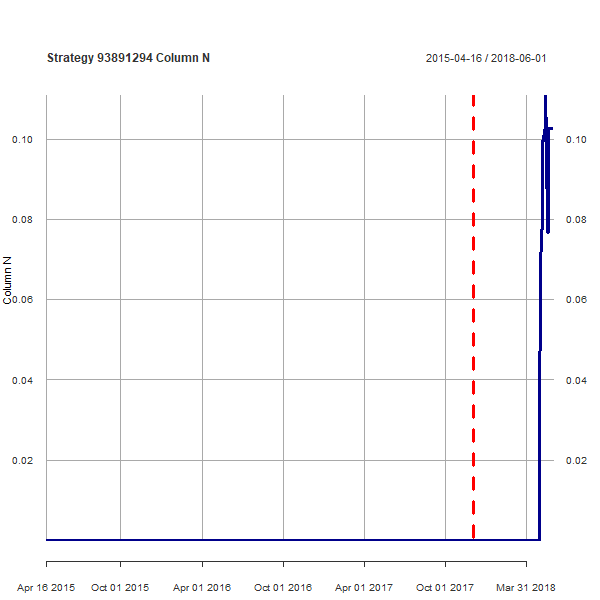 Strategy 93891294 Column N
2015-04-16 / 2018-06-01
0.10
0.10
0.08
0.08
Column N
0.06
0.06
0.04
0.04
0.02
0.02
Apr 16 2015
Oct 01 2015
Apr 01 2016
Oct 01 2016
Apr 01 2017
Oct 01 2017
Mar 31 2018